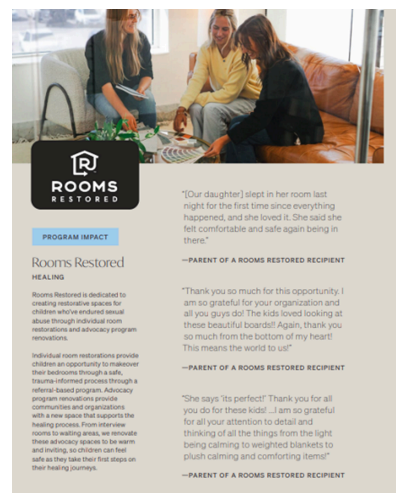 ROOMS
RESTORED
PROGRAM IMPACT
Rooms Restored
HEALING
Rooms Restored is dedicated to
creating restorative spaces for
children who've endured sexual
abuse through individual room
restorations and advocacy program
renovations.
Individual room restorations provide
children an opportunity to makeover
their bedrooms through a safe,
trauma-informed process through a
referral-based program. Advocacy
program renovations provide
communities and organizations
with a new space that supports the
healing process. From interview
rooms to waiting areas, we renovate
these advocacy spaces to be warm
and inviting, so children can feel
safe as they take their first steps on
their healing journeys.
"[Our daughter] slept in her room last
night for the first time since everything
happened, and she loved it. She said she
felt comfortable and safe again being in
there."
—PARENT OF A ROOMS RESTORED RECIPIENT
"Thank you so much for this opportunity. I
am so grateful for your organization and
all you guys do! The kids loved looking at
these beautiful boards!! Again, thank you
so much from the bottom of my heart!
This means the world to us!"
—PARENT OF A ROOMS RESTORED RECIPIENT
"She says 'its perfect!' Thank you for all
you do for these kids! ...I am so grateful
for all your attention to detail and
thinking of all the things from the light
being calming to weighted blankets to
plush calming and comforting items!"
—PARENT OF A ROOMS RESTORED RECIPIENT